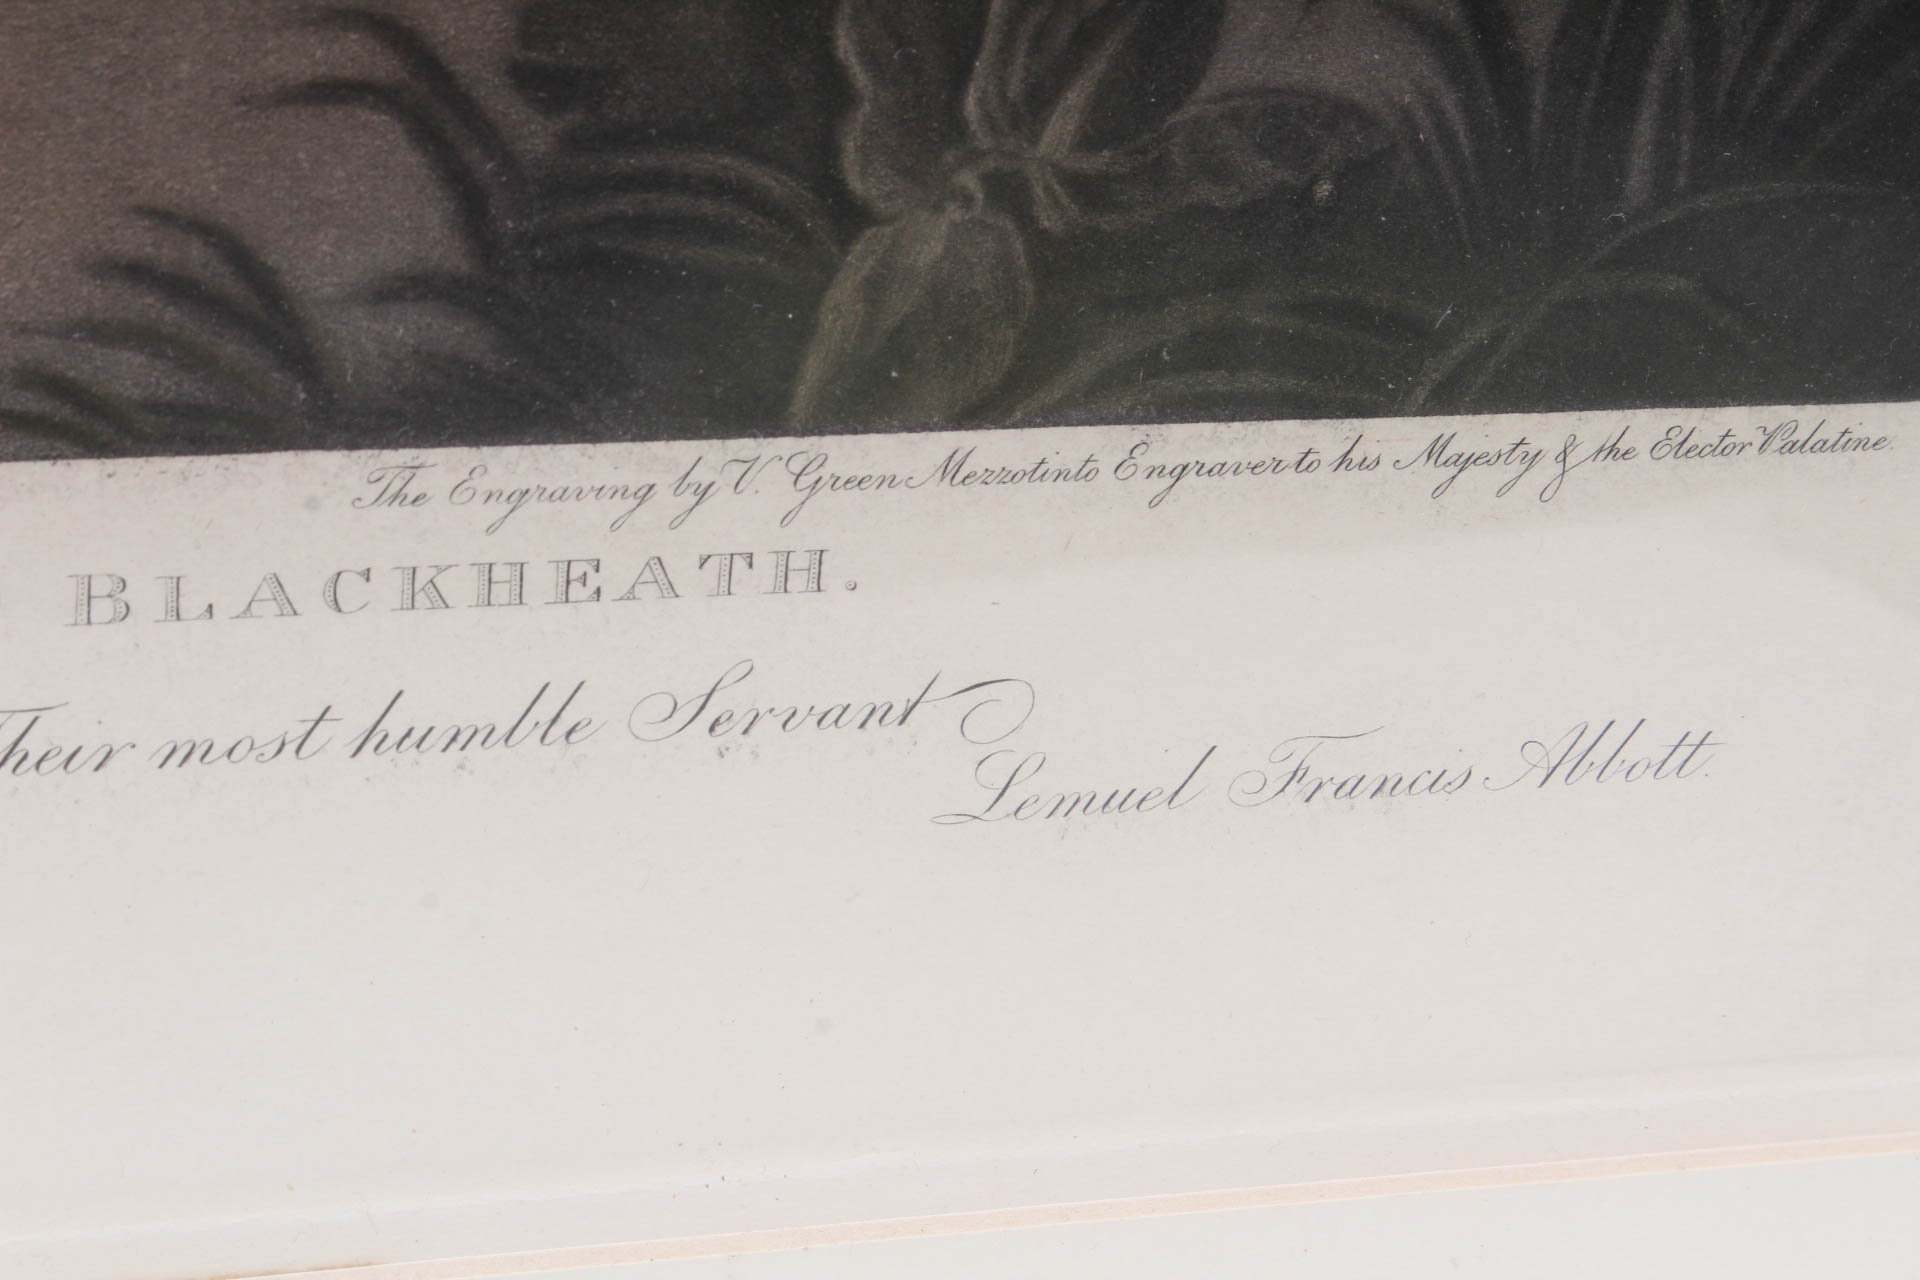 The Engraving by V. Green Mezzotinto Engraver to his Majesty & the Elector Palatine.
BLACKHEATH.
Their most humble Servant
Lemuel Francis Abbott.